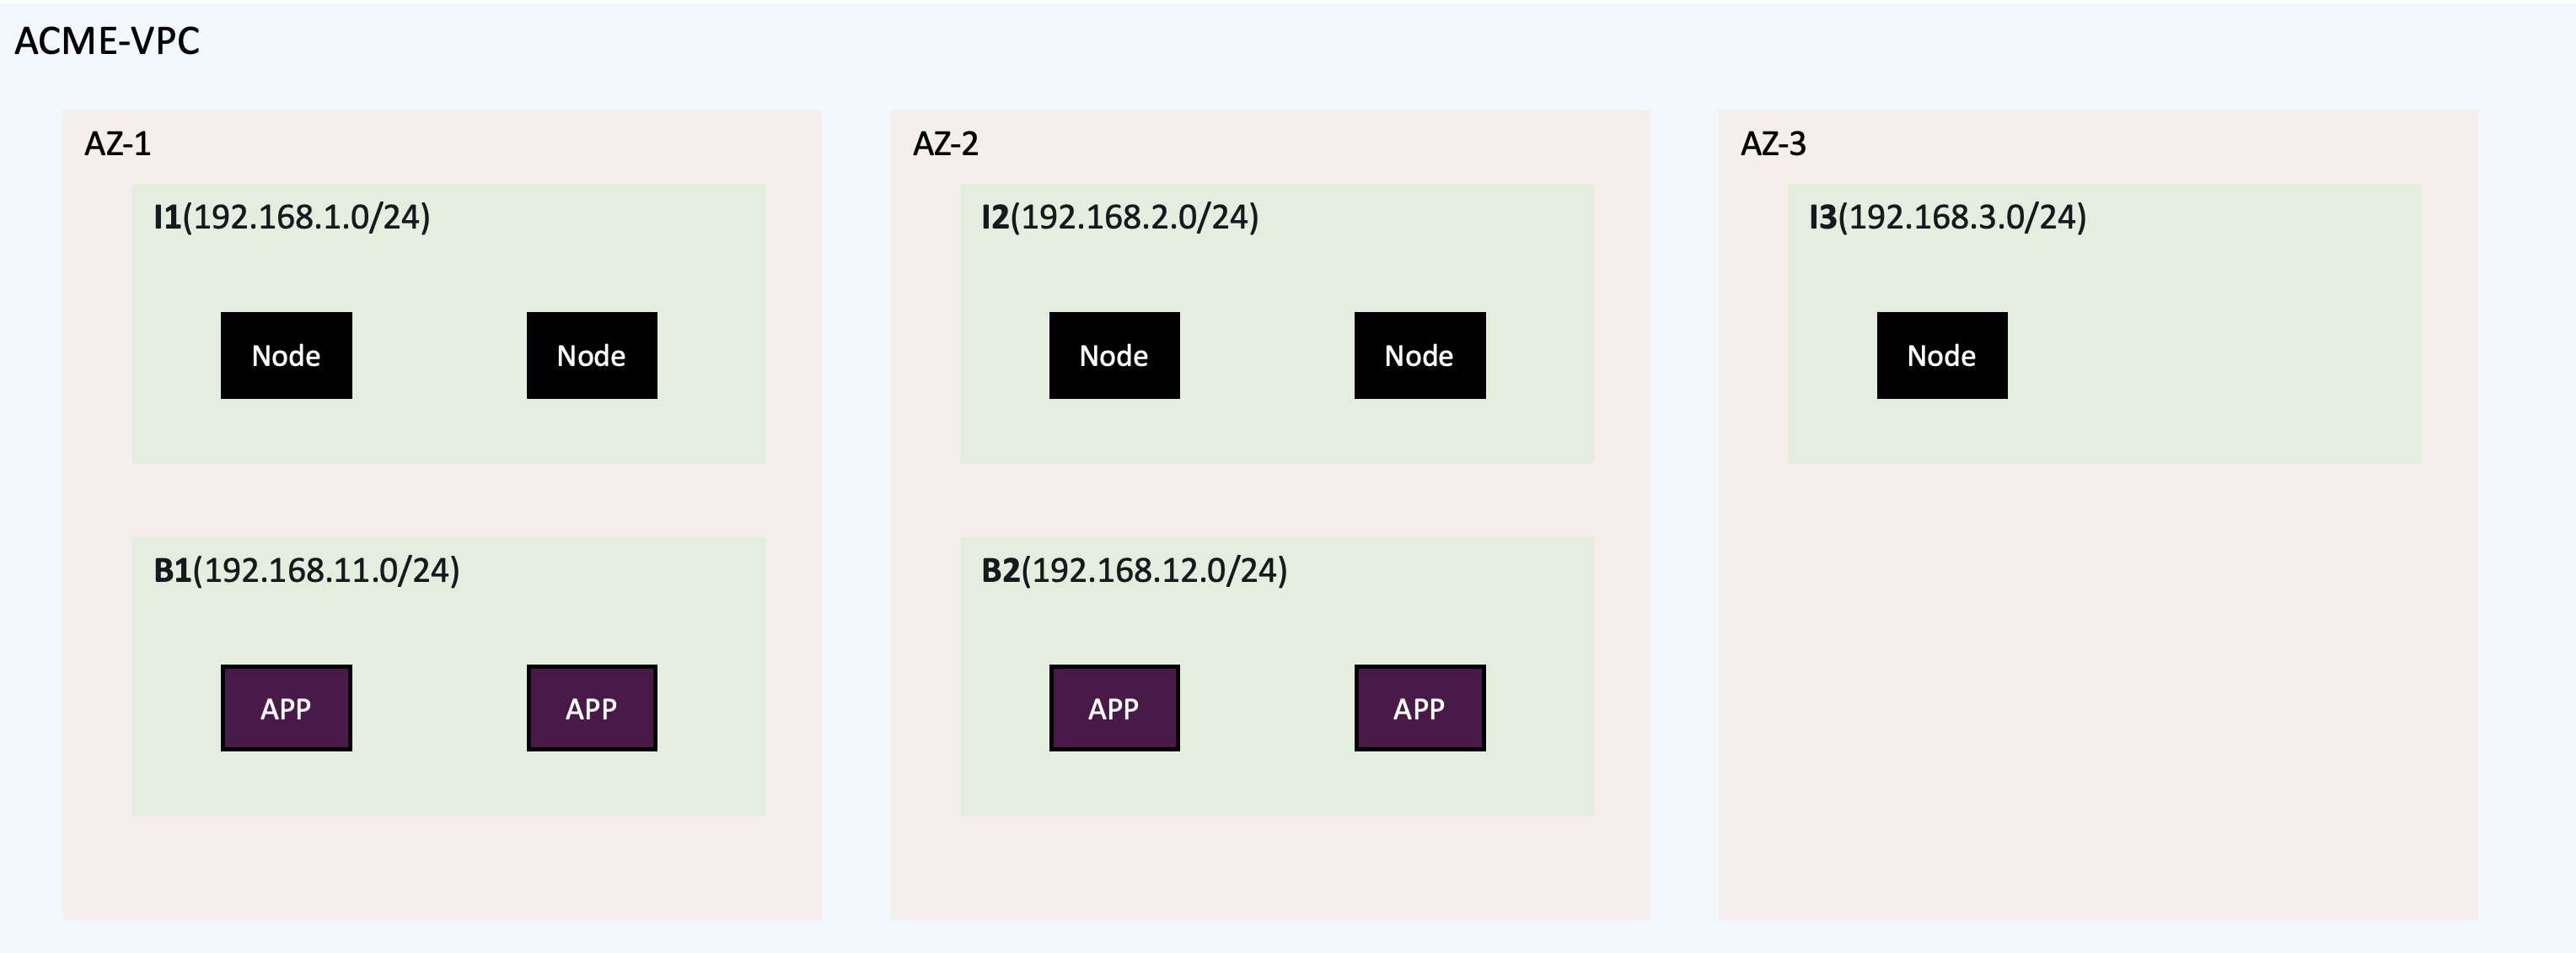 ACME-VPC
AZ-1
I1(192.168.1.0/24)
Node
Node
B1(192.168.11.0/24)
APP
APP
AZ-2
I2(192.168.2.0/24)
Node
Node
B2(192.168.12.0/24)
APP
APP
AZ-3
I3(192.168.3.0/24)
Node